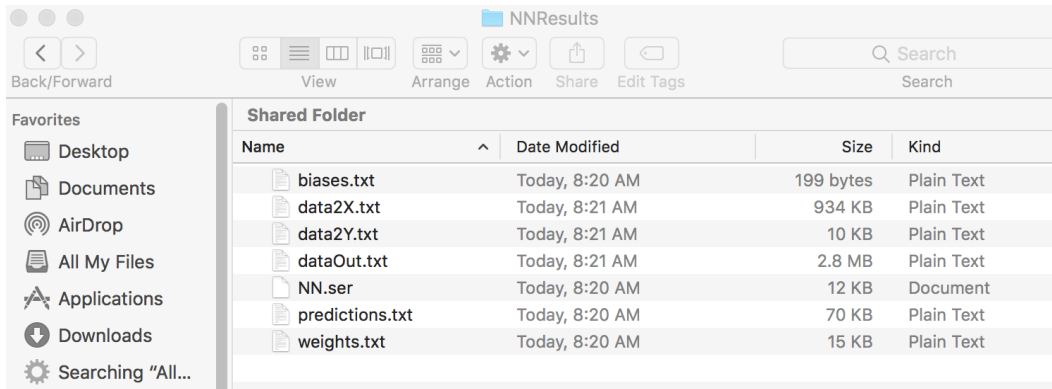 NNResults
Search
Back/Forward View Arrange Action Share Edit Tags Search
Favorites
Desktop
Documents
AirDrop
All My Files
Applications
Downloads
Searching “All...
Shared Folder
Name Date Modified Size Kind
biases.txt Today, 8:20 AM 199 bytes Plain Text
data2X.txt Today, 8:21 AM 934 KB Plain Text
data2Y.txt Today, 8:21 AM 10 KB Plain Text
dataOut.txt Today, 8:21 AM 2.8 MB Plain Text
NN.ser Today, 8:20 AM 12 KB Document
predictions.txt Today, 8:20 AM 70 KB Plain Text
weights.txt Today, 8:20 AM 15 KB Plain Text